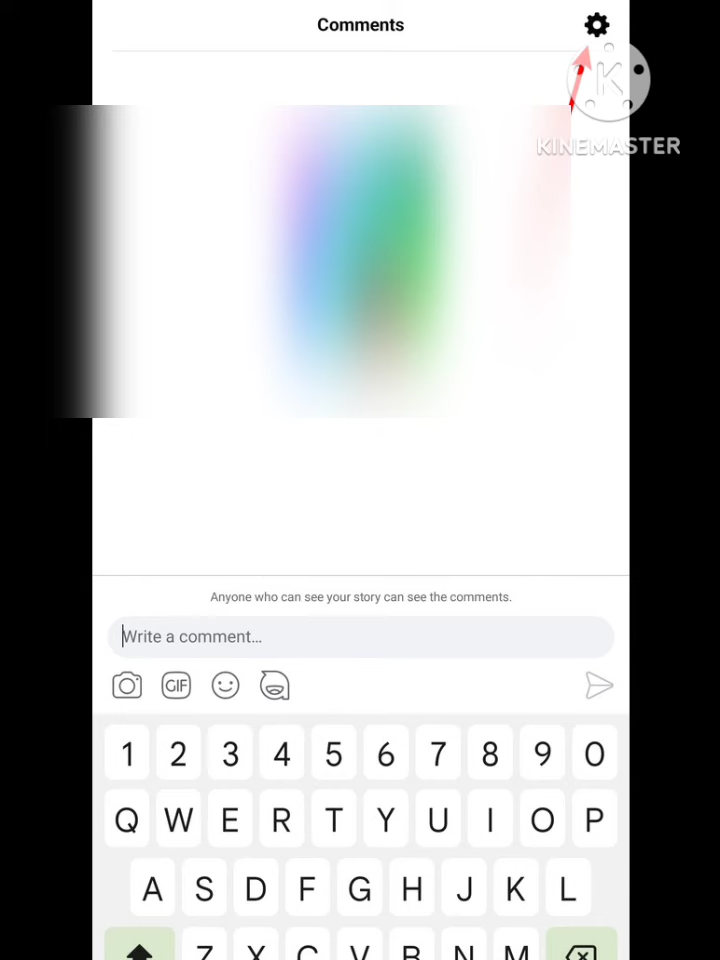 Comments
K
KINEMASTER
Anyone who can see your story can see the comments.
Write a comment...
GIF
1 2 3 4 5 6 7 8 9 0
Q W E R T Y U I O P
A S D F G H J K L
Z X C V B N M